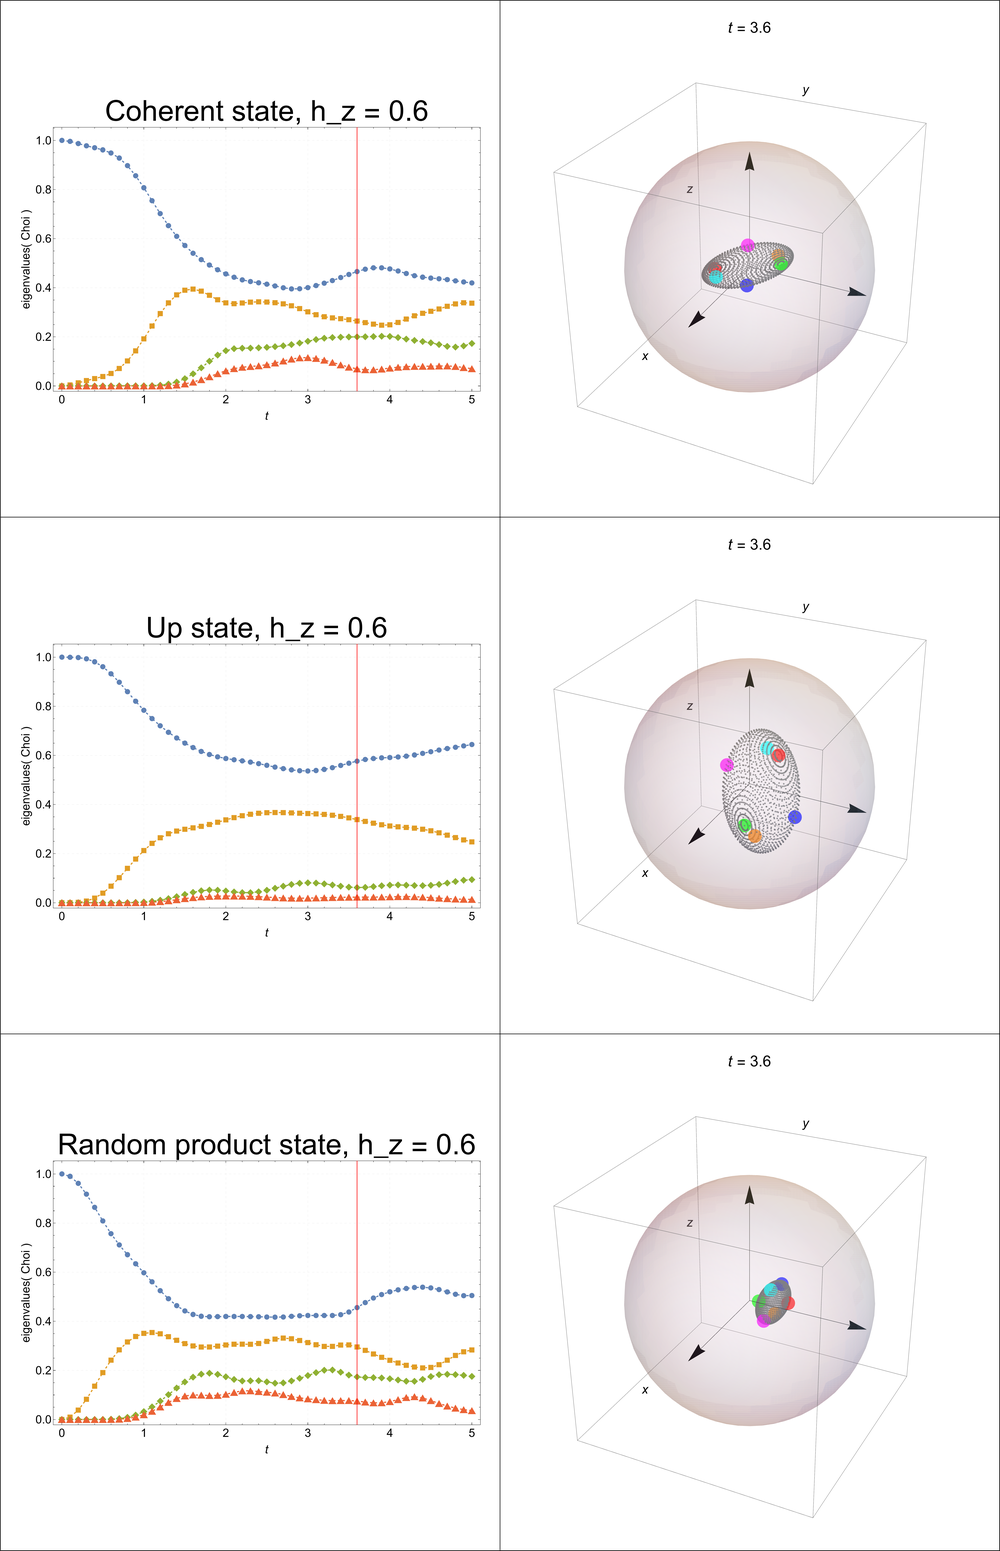 t = 3.6
Coherent state, h_z = 0.6
y
z
x
eigenvalues( Choi )
1.0
0.8
0.6
0.4
0.2
0.0
0 1 2 3 4 5
t
t = 3.6
Up state, h_z = 0.6
y
z
x
eigenvalues( Choi )
1.0
0.8
0.6
0.4
0.2
0.0
0 1 2 3 4 5
t
t = 3.6
Random product state, h_z = 0.6
y
z
x
eigenvalues( Choi )
1.0
0.8
0.6
0.4
0.2
0.0
0 1 2 3 4 5
t